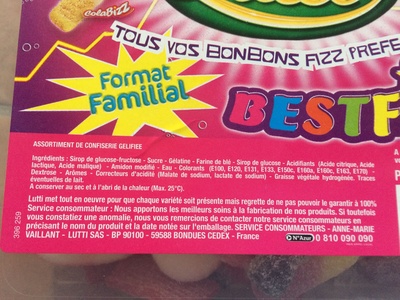 ColaBizz
TOUS VOS BONBONS FIZZ PRÉFÉ
Format
Familial
BESTF
ASSORTIMENT DE CONFISERIE GELIFIEE
Ingrédients : Sirop de glucose-fructose - Sucre - Gélatine - Farine de blé - Sirop de glucose - Acidifiants (Acide citrique, Acide
lactique, Acide malique) - Amidon modifié - Eau - Colorants (E100, E120, E131, E133, E150c, E160a, E160c, E163, E170) -
Dextrose - Arômes - Correcteurs d'acidité (Malate de sodium, lactate de sodium) - Graisse végétale hydrogénée. Traces
éventuelles de lait.
A conserver au sec et à l'abri de la chaleur (Max. 25°C).
Lutti met tout en oeuvre pour que chaque variété soit présente mais regrette de ne pas pouvoir le garantir à 100%
Service consommateur : Nous apportons les meilleurs soins à la fabrication de nos produits. Si toutefois
vous constatiez une anomalie, nous vous remercions de contacter notre service consommateurs en
précisant le nom du produit et la date notée sur l'emballage. SERVICE CONSOMMATEURS - ANNE-MARIE
VAILLANT - LUTTI SAS - BP 90100 - 59588 BONDUES CEDEX - France N°Azur 0 810 090 090
396 259